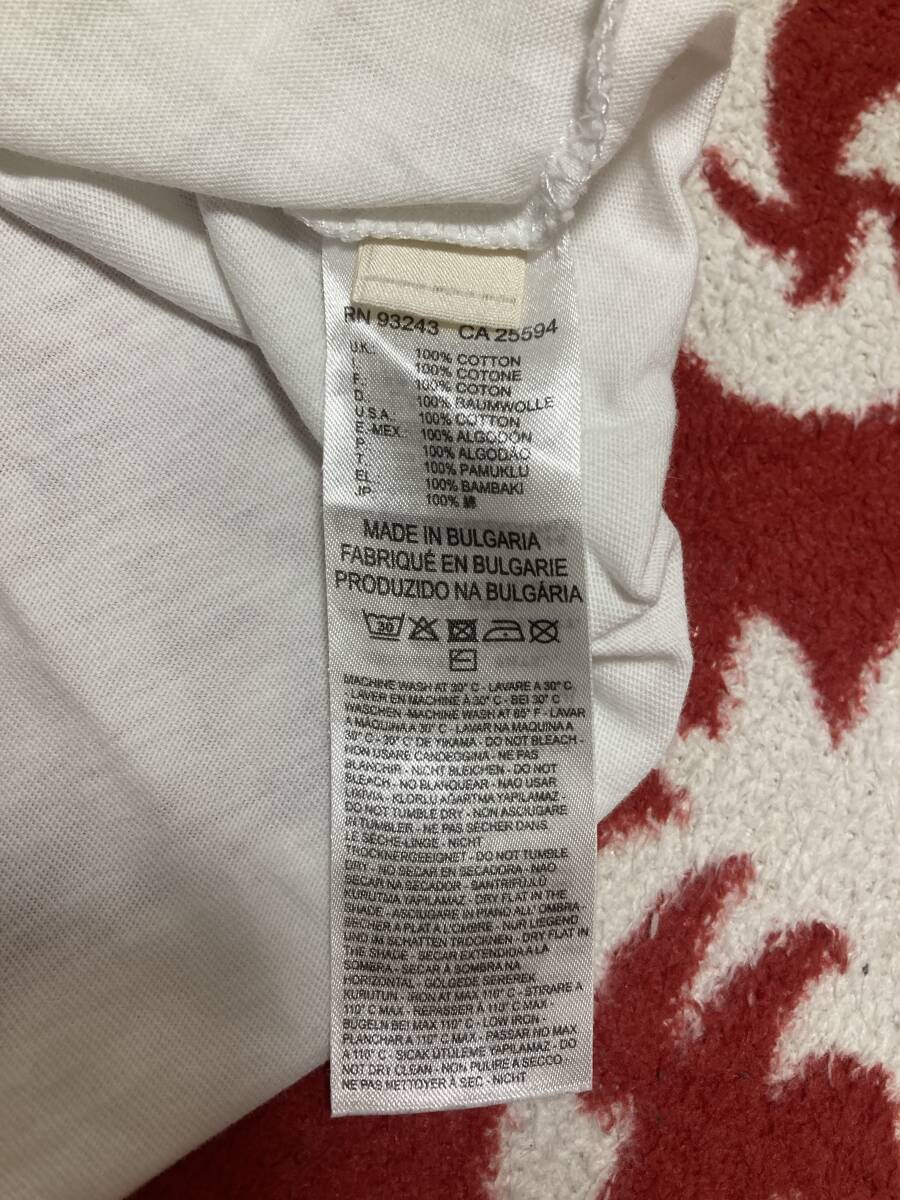 RN 93243 CA 25594
U.K.: 100% COTTON
I.: 100% COTONE
F.: 100% COTON
D.: 100% BAUMWOLLE
U.S.A.: 100% COTTON
E.-MEX.: 100% ALGODÓN
P.: 100% ALGODÃO
T.: 100% PAMUKLU
EL: 100% BAMBAKI
JP: 100% 綿
MADE IN BULGARIA
FABRIQUÉ EN BULGARIE
PRODUZIDO NA BULGÁRIA
30
MACHINE WASH AT 30° C - LAVARE A 30° C
- LAVER EN MACHINE À 30° C - BEI 30° C
WASCHEN - MACHINE WASH AT 85° F - LAVAR
A MÁQUINA A 30° C - LAVAR NA MAQUINA A
30° C - 30° C DE YIKAMA - DO NOT BLEACH -
NON USARE CANDEGGINA - NE PAS
BLANCHIR - NICHT BLEICHEN - DO NOT
BLEACH - NO BLANQUEAR - NAO USAR
LIXIVIA - KLORLU AGARTMA YAPILAMAZ -
DO NOT TUMBLE DRY - NON ASCIUGARE
IN TUMBLER - NE PAS SÉCHER DANS
LE SÈCHE-LINGE - NICHT
TROCKNERGEEIGNET - DO NOT TUMBLE
DRY - NO SECAR EN SECADORA - NAO
SECAR NA SECADOR - SANTRIFUJLU
KURUTMA YAPILAMAZ - DRY FLAT IN THE
SHADE - ASCIUGARE IN PIANO ALL' OMBRA -
SECHER A PLAT A L'OMBRE - NUR LIEGEND
UND IM SCHATTEN TROCKNEN - DRY FLAT IN
THE SHADE - SECAR EXTENDIDA A LA
SOMBRA - SECAR À SOMBRA NA
HORIZONTAL - GÖLGEDE SEREREK
KURUTUN - IRON AT MAX 110° C - STIRARE A
110° C MAX - REPASSER À 110° C MAX
BÜGELN BEI MAX 110° C - LOW IRON -
PLANCHAR A 110° C MAX - PASSAR NO MAX
A 110° C - SICAK ÜTÜLEME YAPILAMAZ - DO
NOT DRY CLEAN - NON PULIRE A SECCO -
NE PAS NETTOYER À SEC - NICHT